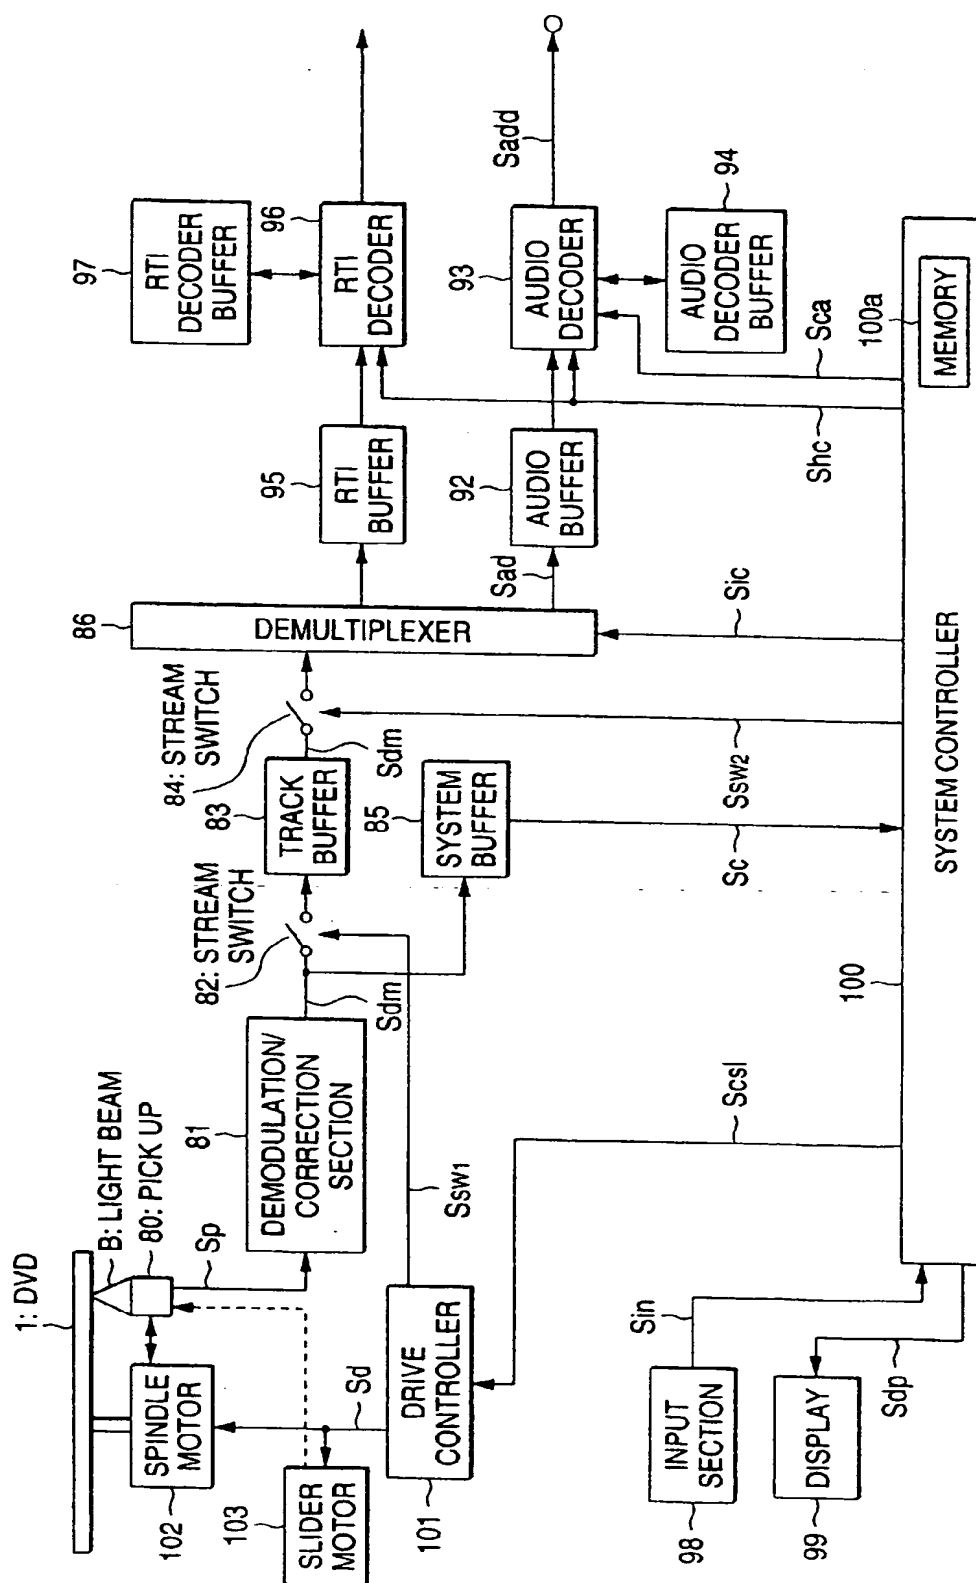 1: DVD
B: LIGHT BEAM
80: PICK UP
Sp
SPINDLE
MOTOR
102
103
SLIDER
MOTOR
Sd
DRIVE
CONTROLLER
101
81
DEMODULATION/
CORRECTION
SECTION
Ssw1
Sdm
82: STREAM
SWITCH
83
TRACK
BUFFER
84: STREAM
SWITCH
Sdm
85
SYSTEM
BUFFER
86
DEMULTIPLEXER
95
RTI
BUFFER
97
RTI
DECODER
BUFFER
96
RTI
DECODER
Sad
92
AUDIO
BUFFER
93
AUDIO
DECODER
Sadd
94
AUDIO
DECODER
BUFFER
Scsl
Sc
Ssw2
Sic
Shc
Sca
98
INPUT
SECTION
Sin
99
DISPLAY
Sdp
100
SYSTEM CONTROLLER
100a
MEMORY